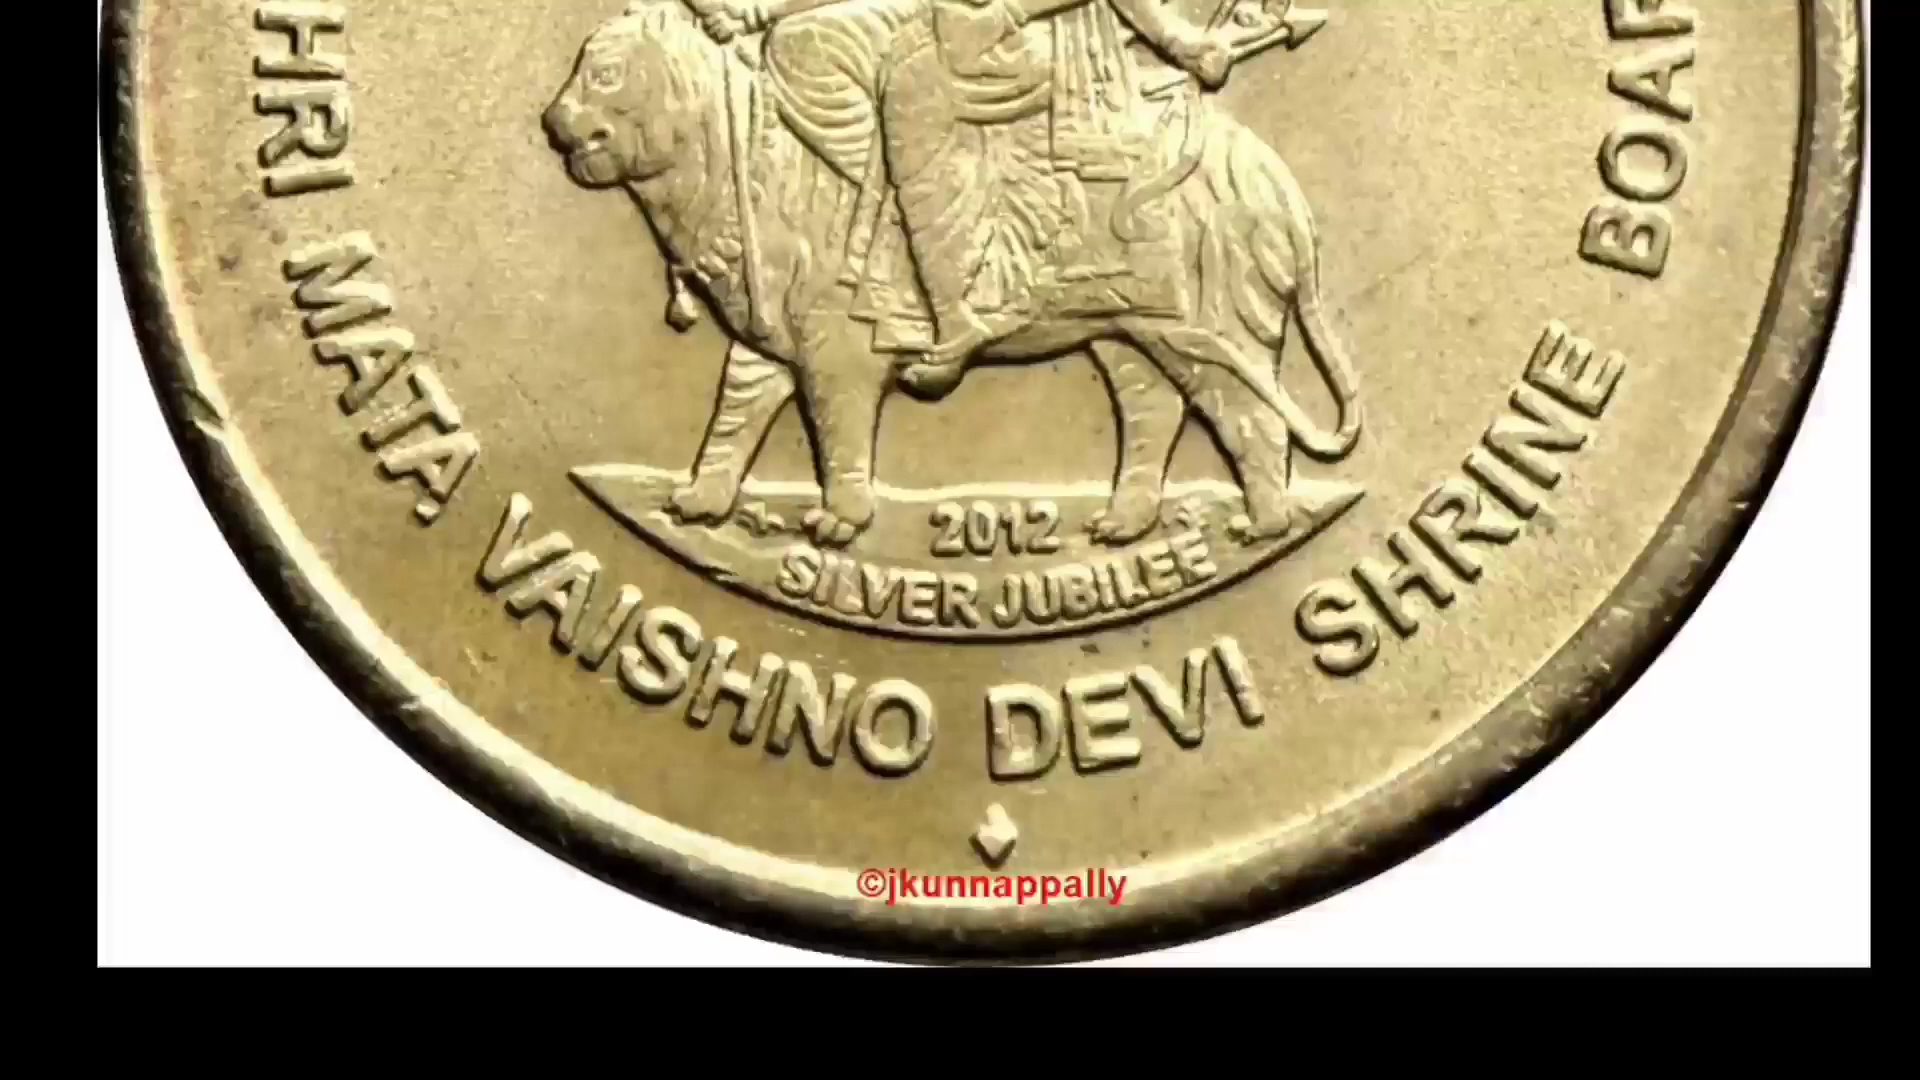 HRI MATA VAISHNO DEVI SHRINE BOAR
2012
SILVER JUBILEE
©jkunnappally